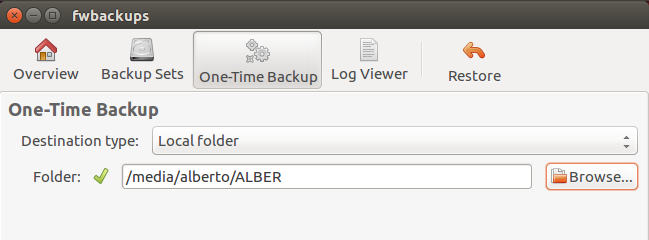 fwbackups
Overview
Backup Sets
One-Time Backup
Log Viewer
Restore
One-Time Backup
Destination type: Local folder
Folder: /media/alberto/ALBER Browse...